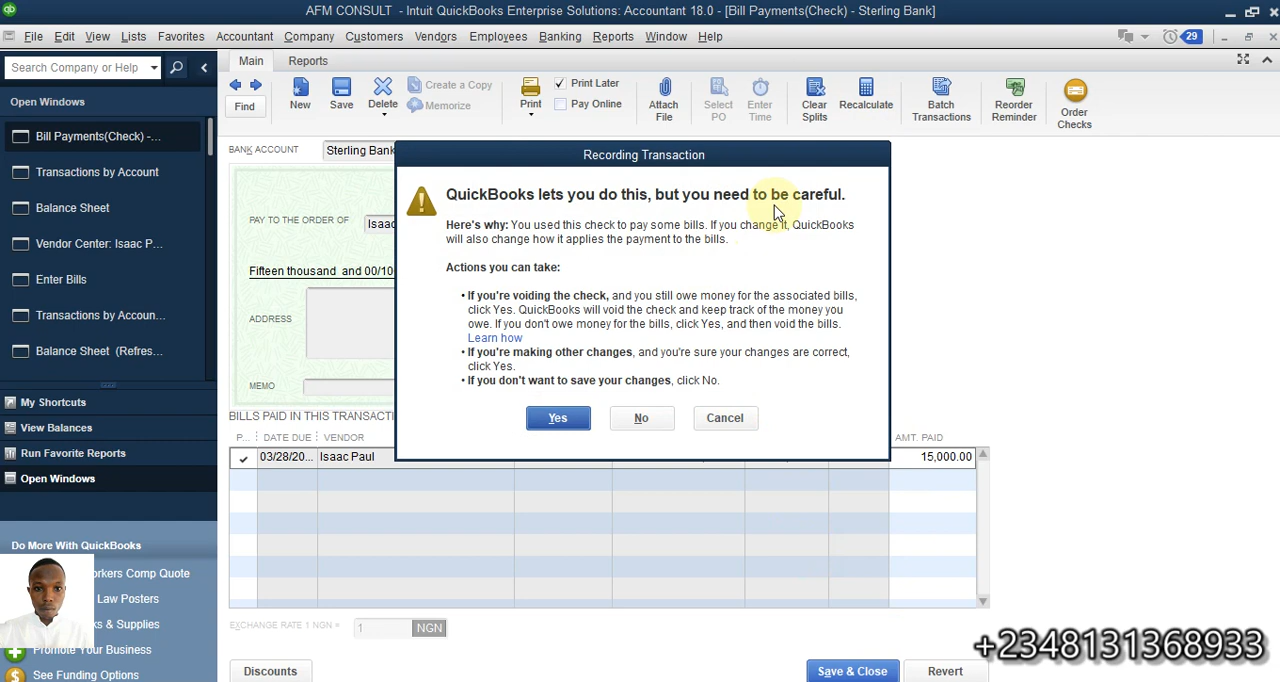 AFM CONSULT - Intuit QuickBooks Enterprise Solutions: Accountant 18.0 - [Bill Payments(Check) - Sterling Bank]
File Edit View Lists Favorites Accountant Company Customers Vendors Employees Banking Reports Window Help
29
Search Company or Help
Main Reports
Find
New
Save
Delete
Create a Copy
Memorize
Print
Print Later
Pay Online
Attach File
Select PO
Enter Time
Clear Splits
Recalculate
Batch Transactions
Reorder Reminder
Order Checks
Open Windows
Bill Payments(Check) -...
Transactions by Account
Balance Sheet
Vendor Center: Isaac P...
Enter Bills
Transactions by Accoun...
Balance Sheet (Refres...
My Shortcuts
View Balances
Run Favorite Reports
Open Windows
Do More With QuickBooks
orkers Comp Quote
Law Posters
ks & Supplies
Promote Your Business
See Funding Options
BANK ACCOUNT Sterling Bank
PAY TO THE ORDER OF Isaac
Fifteen thousand and 00/10
ADDRESS
MEMO
BILLS PAID IN THIS TRANSACTI
P... DATE DUE VENDOR AMT. PAID
03/28/20... Isaac Paul 15,000.00
EXCHANGE RATE 1 NGN = 1 NGN
Discounts
Save & Close
Revert
Recording Transaction
QuickBooks lets you do this, but you need to be careful.
Here's why: You used this check to pay some bills. If you change it, QuickBooks
will also change how it applies the payment to the bills.
Actions you can take:
• If you're voiding the check, and you still owe money for the associated bills,
click Yes. QuickBooks will void the check and keep track of the money you
owe. If you don't owe money for the bills, click Yes, and then void the bills.
Learn how
• If you're making other changes, and you're sure your changes are correct,
click Yes.
• If you don't want to save your changes, click No.
Yes No Cancel
+2348131368933